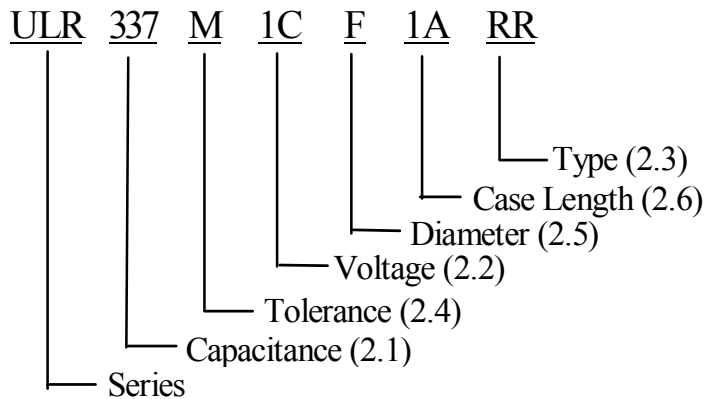 ULR 337 M 1C F 1A RR
Type (2.3)
Case Length (2.6)
Diameter (2.5)
Voltage (2.2)
Tolerance (2.4)
Capacitance (2.1)
Series